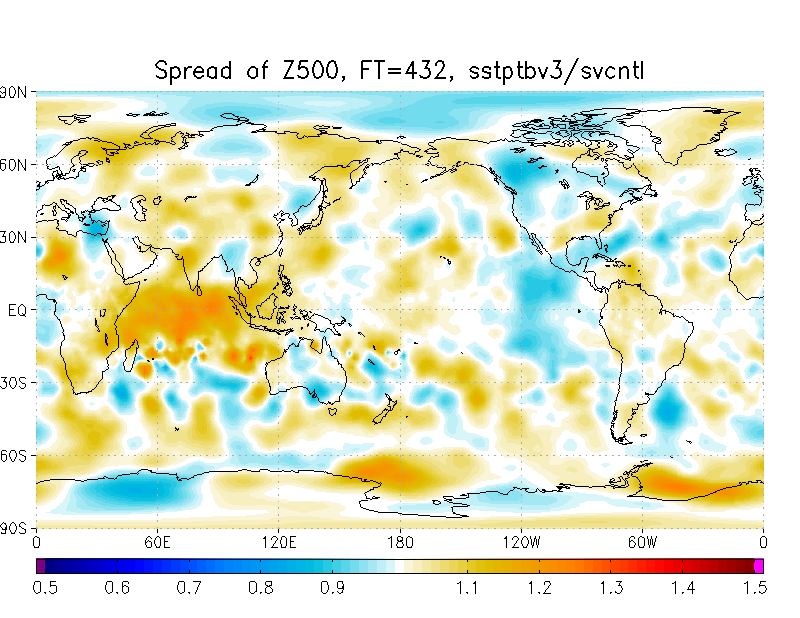 Spread of Z500, FT=432, sstptbv3/svcntl
90N
60N
30N
EQ
30S
60S
90S
0 60E 120E 180 120W 60W 0
0.5 0.6 0.7 0.8 0.9 1.1 1.2 1.3 1.4 1.5